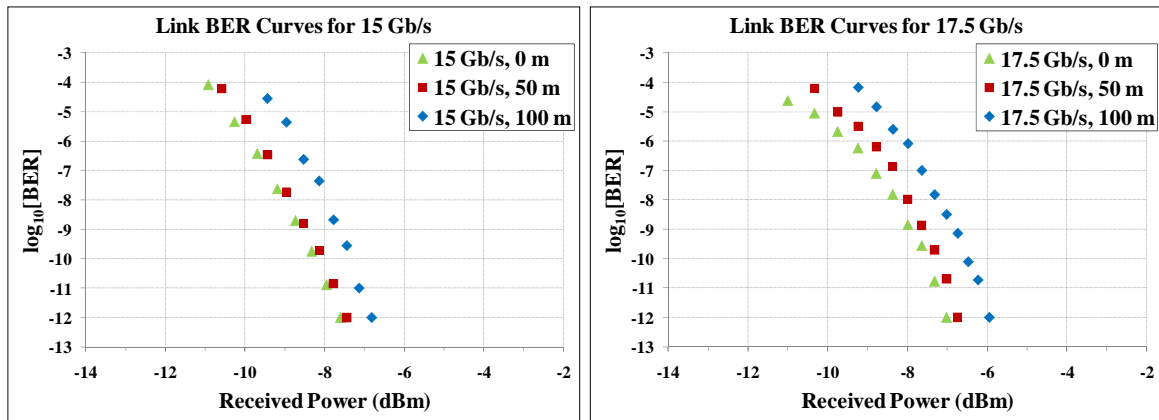 Link BER Curves for 15 Gb/s
-3
-4
-5
-6
-7
-8
-9
-10
-11
-12
-13
log10[BER]
15 Gb/s, 0 m
15 Gb/s, 50 m
15 Gb/s, 100 m
-14 -12 -10 -8 -6 -4 -2
Received Power (dBm)
Link BER Curves for 17.5 Gb/s
-3
-4
-5
-6
-7
-8
-9
-10
-11
-12
-13
log10[BER]
17.5 Gb/s, 0 m
17.5 Gb/s, 50 m
17.5 Gb/s, 100 m
-14 -12 -10 -8 -6 -4 -2
Received Power (dBm)